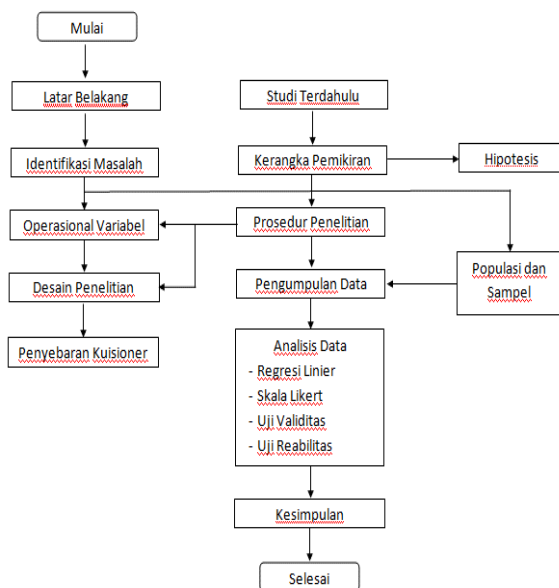 Mulai
Latar Belakang
Studi Terdahulu
Identifikasi Masalah
Kerangka Pemikiran
Hipotesis
Operasional Variabel
Prosedur Penelitian
Populasi dan
Sampel
Desain Penelitian
Pengumpulan Data
Penyebaran Kuisioner
Analisis Data
- Regresi Linier
- Skala Likert
- Uji Validitas
- Uji Reabilitas
Kesimpulan
Selesai